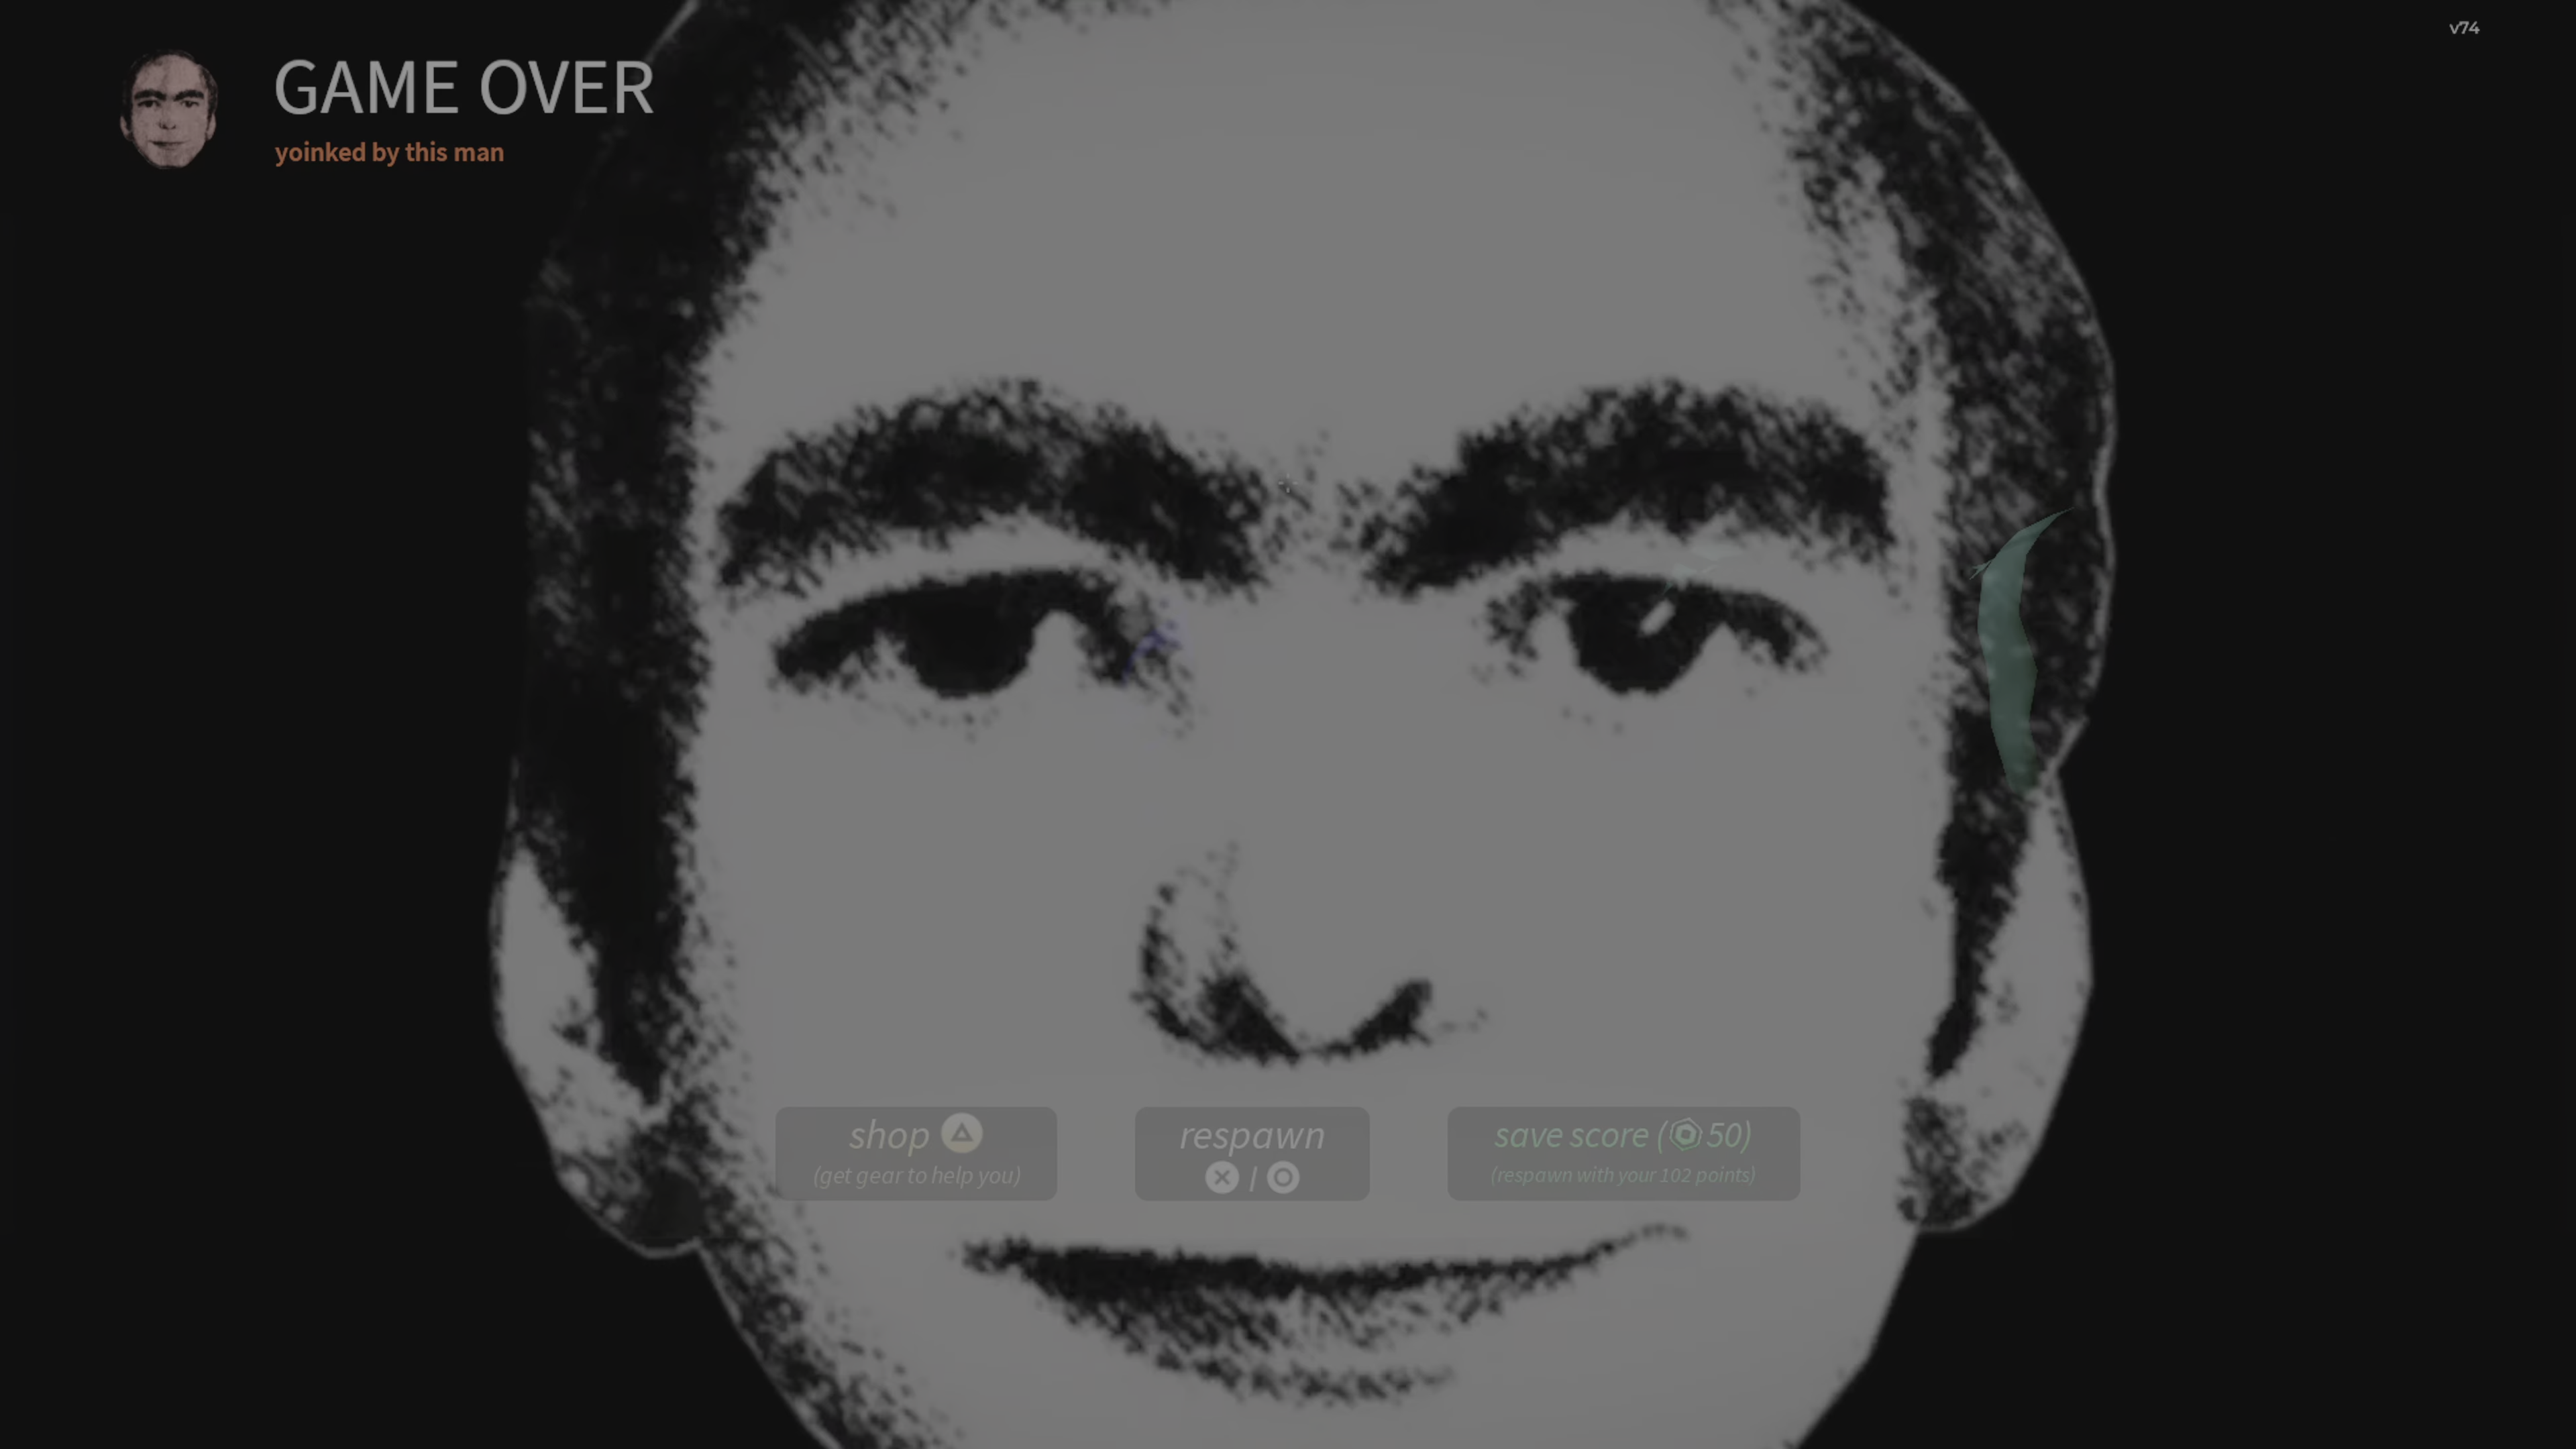 v74
GAME OVER
yoinked by this man
shop
(get gear to help you)
respawn
/
save score (50)
(respawn with your 102 points)